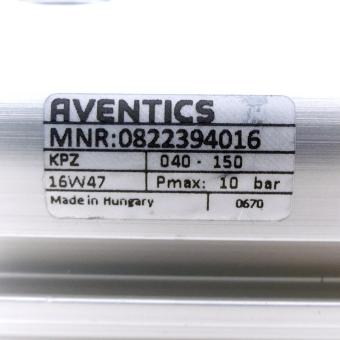 AVENTICS
MNR:0822394016
KPZ 040 - 150
16W47 Pmax: 10 bar
Made in Hungary 0670